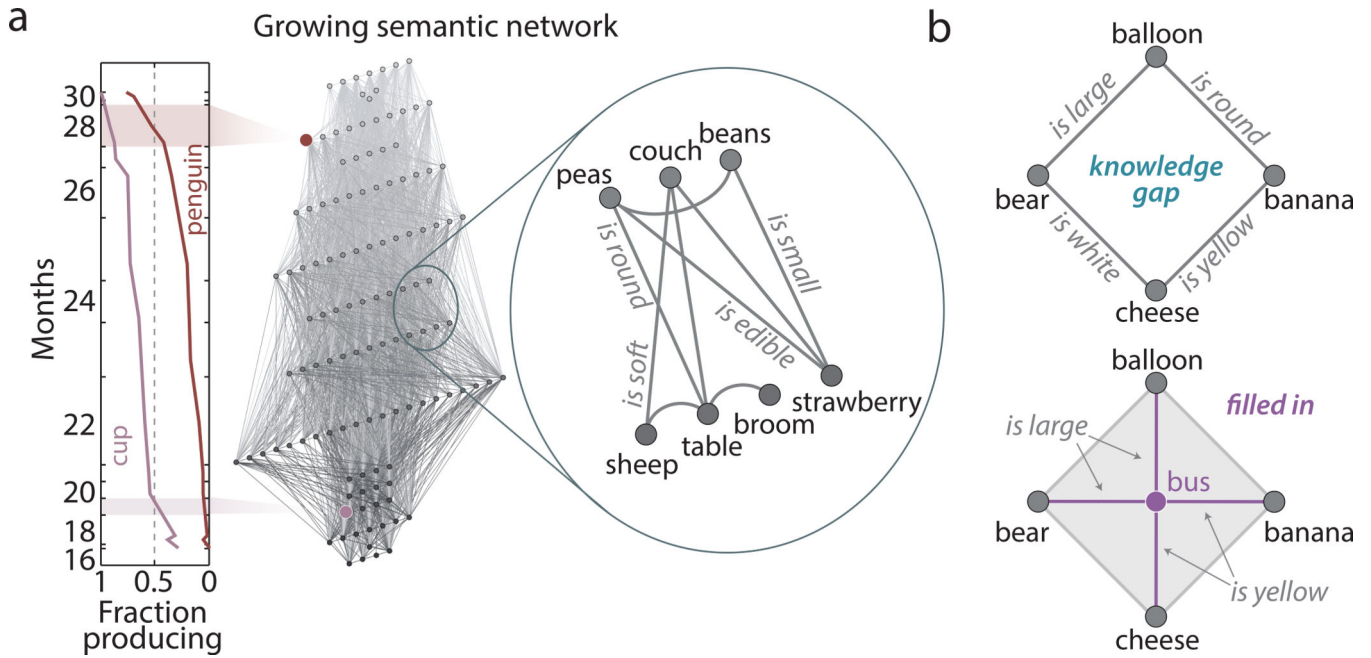 a
Growing semantic network
b
Months
30
28
26
24
22
20
18
16
penguin
cup
1
0.5
0
Fraction
producing
beans
couch
peas
is round
is small
is edible
is soft
strawberry
broom
table
sheep
balloon
is large
is round
knowledge
gap
bear
banana
is white
is yellow
cheese
balloon
filled in
is large
bus
bear
banana
is yellow
cheese